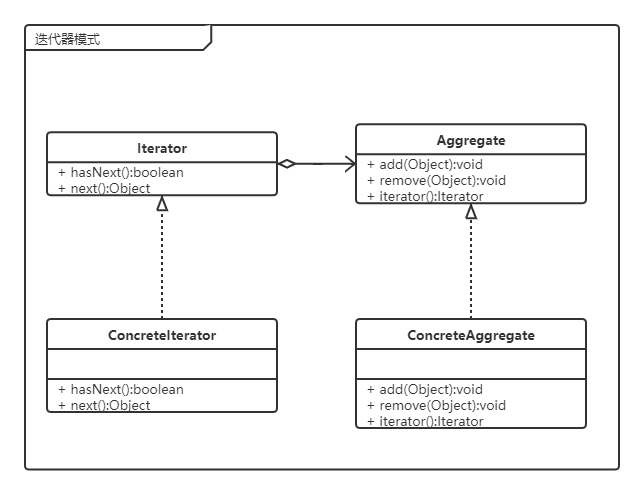 迭代器模式
Iterator
+ hasNext():boolean
+ next():Object
Aggregate
+ add(Object):void
+ remove(Object):void
+ iterator():Iterator
ConcreteIterator
+ hasNext():boolean
+ next():Object
ConcreteAggregate
+ add(Object):void
+ remove(Object):void
+ iterator():Iterator